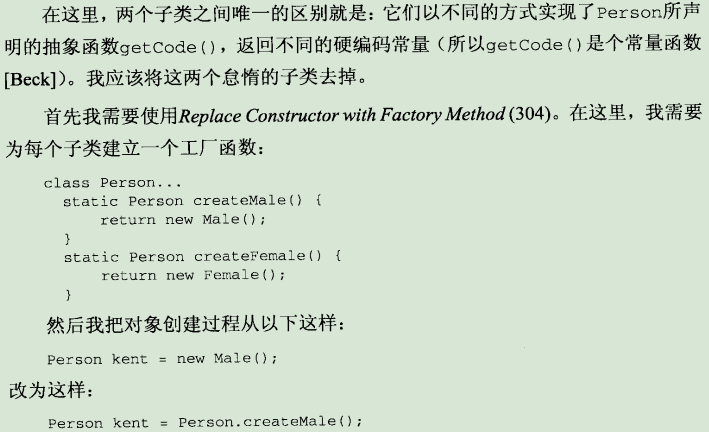 在这里，两个子类之间唯一的区别就是：它们以不同的方式实现了Person所声
明的抽象函数getCode()，返回不同的硬编码常量（所以getCode()是个常量函数
[Beck]）。我应该将这两个怠惰的子类去掉。
首先我需要使用Replace Constructor with Factory Method (304)。在这里，我需要
为每个子类建立一个工厂函数：
class Person...
static Person createMale() {
return new Male();
}
static Person createFemale() {
return new Female();
}
然后我把对象创建过程从以下这样：
Person kent = new Male();
改为这样：
Person kent = Person.createMale();